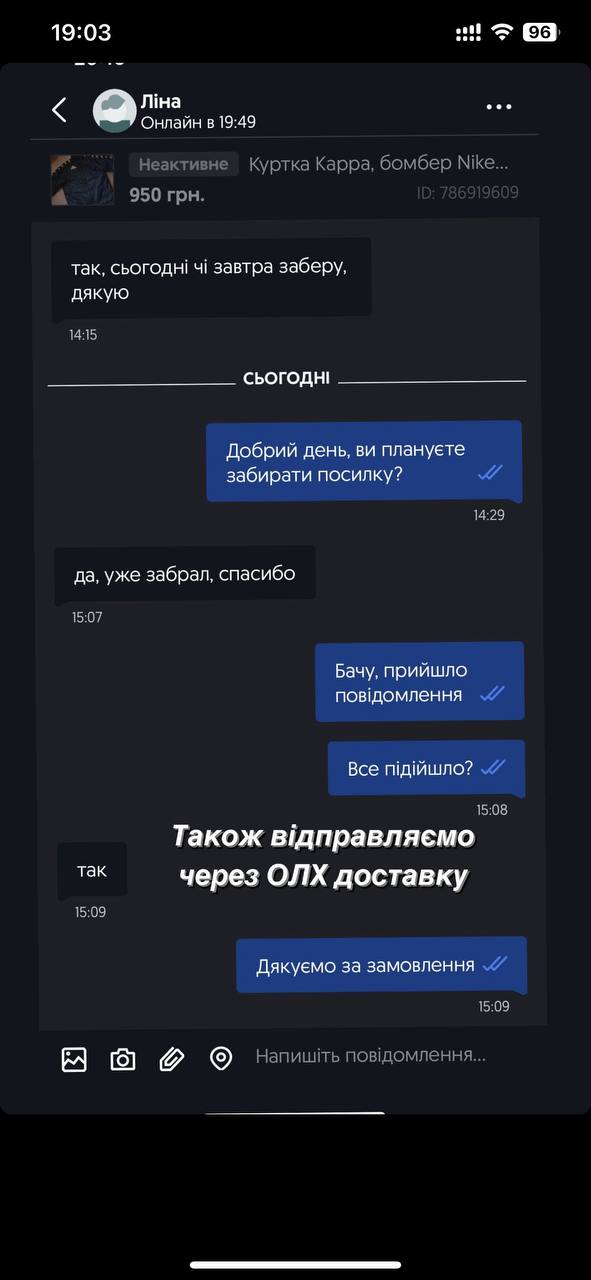 19:03
96
Ліна
Онлайн в 19:49
Неактивне Куртка Карра, бомбер Nike...
950 грн.
ID: 786919609
так, сьогодні чі завтра заберу,
дякую
14:15
СЬОГОДНІ
Добрий день, ви плануєте
забирати посилку?
14:29
да, уже забрал, спасибо
15:07
Бачу, прийшло
повідомлення
Все підійшло?
15:08
Також відправляємо
через ОЛХ доставку
так
15:09
Дякуємо за замовлення
15:09
Напишіть повідомлення...